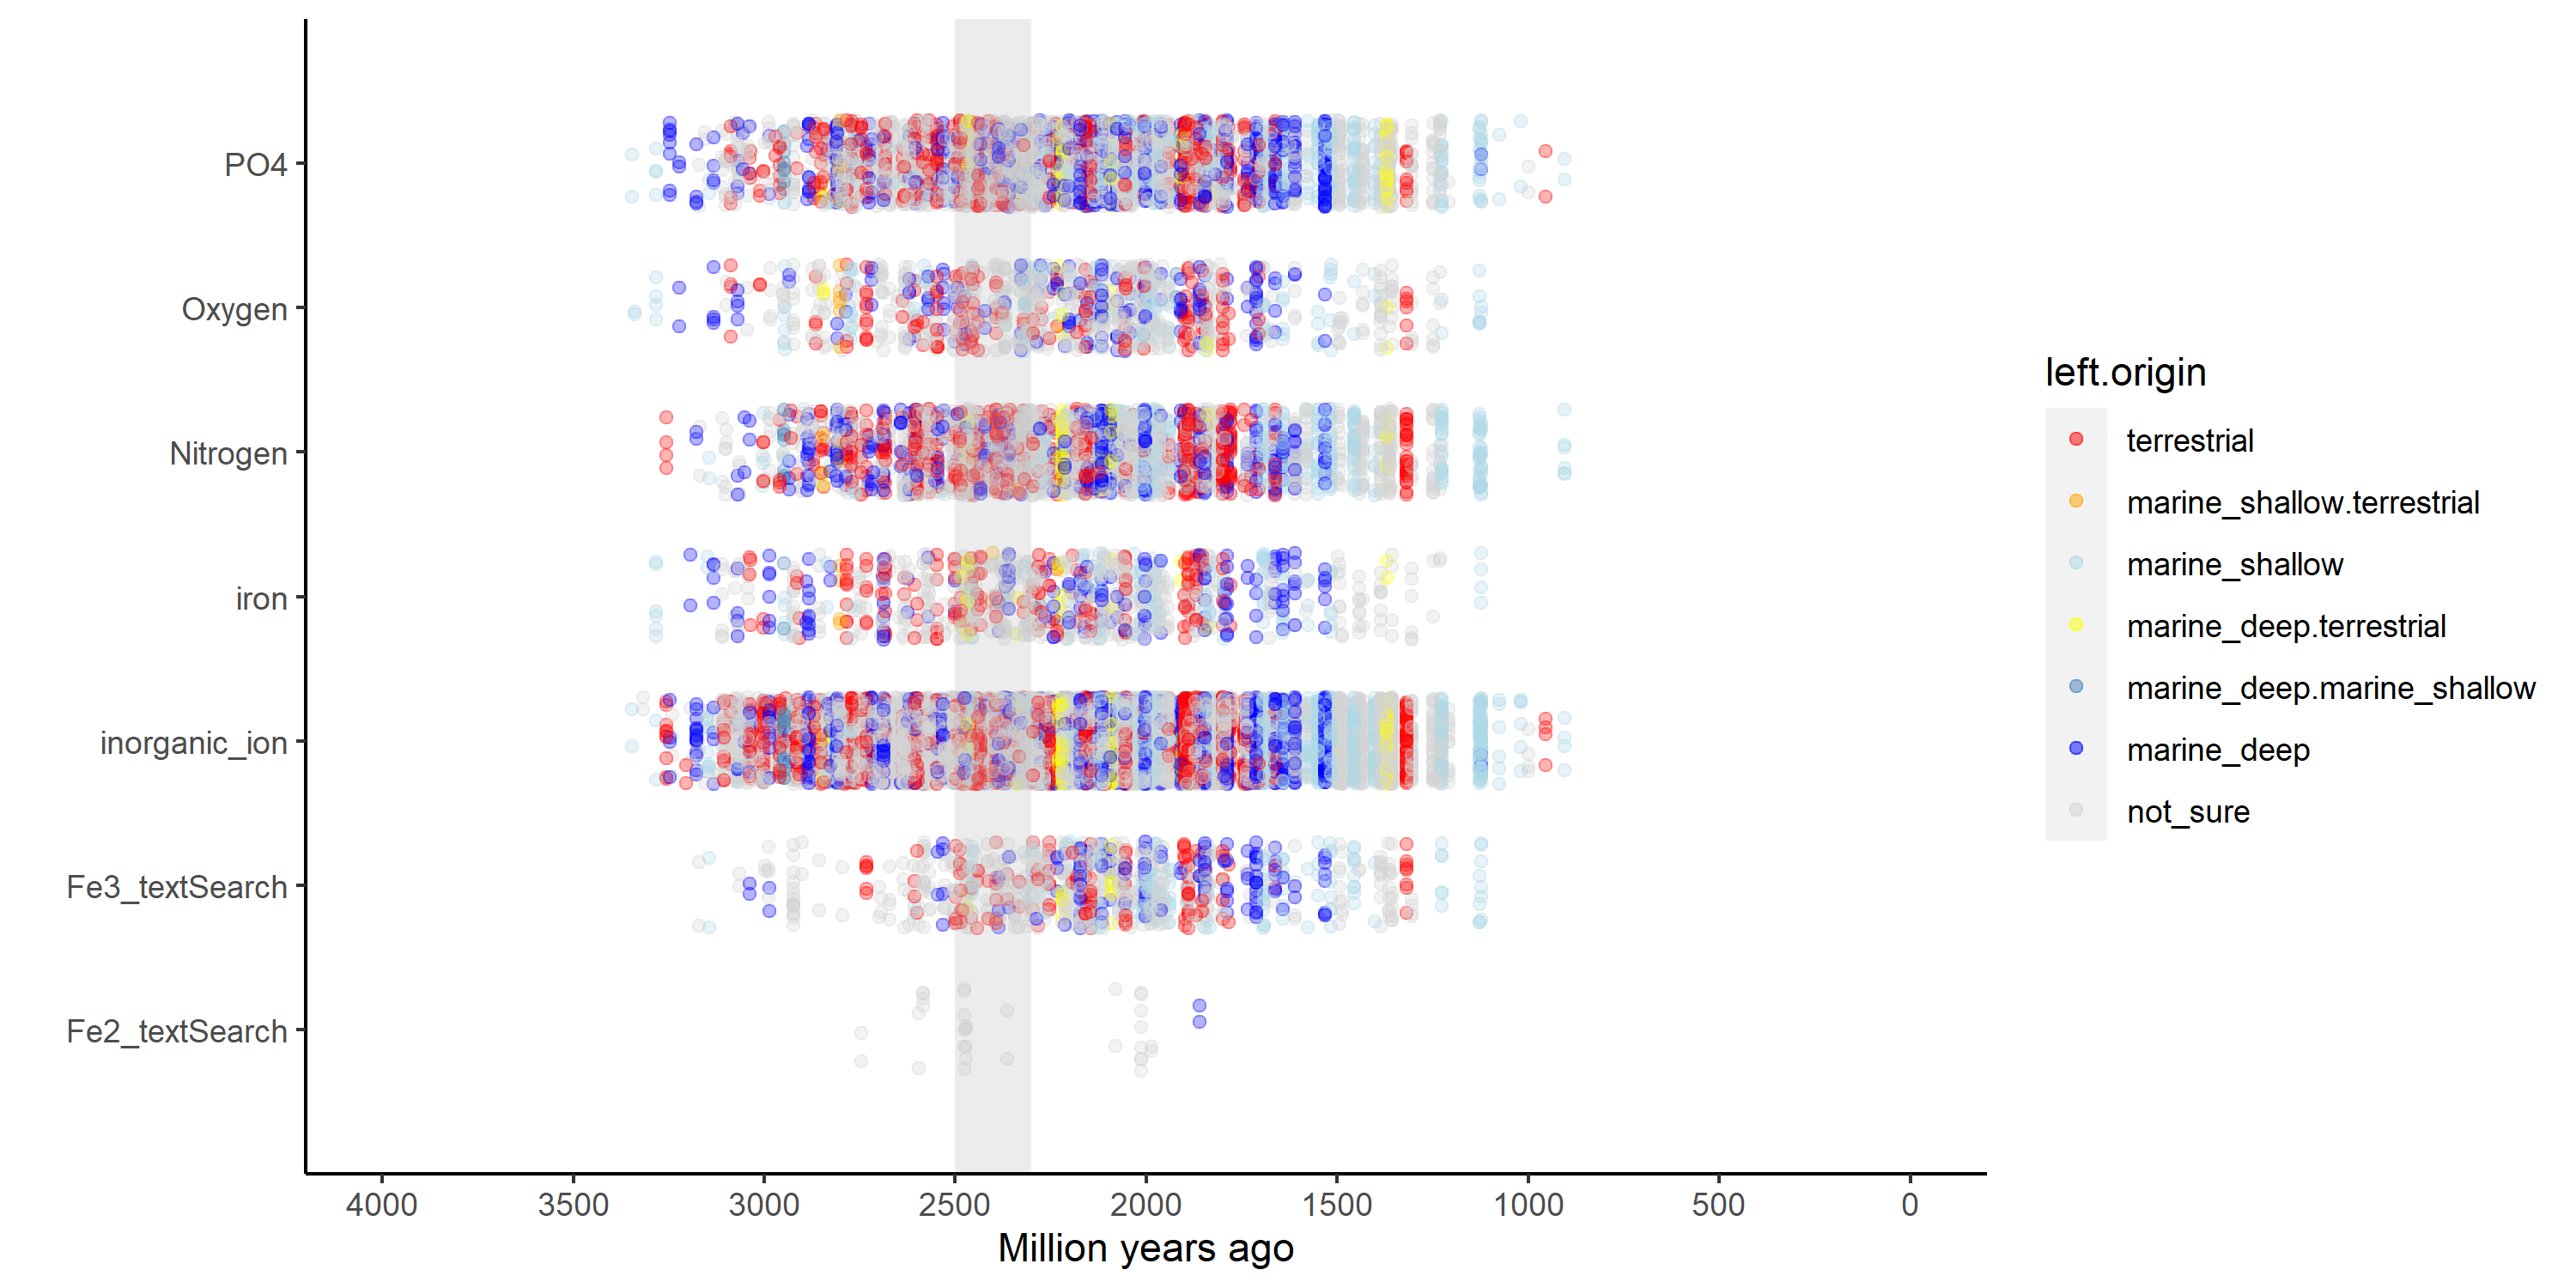 PO4
Oxygen
Nitrogen
iron
inorganic_ion
Fe3_textSearch
Fe2_textSearch
4000 3500 3000 2500 2000 1500 1000 500 0
Million years ago
left.origin
terrestrial
marine_shallow.terrestrial
marine_shallow
marine_deep.terrestrial
marine_deep.marine_shallow
marine_deep
not_sure